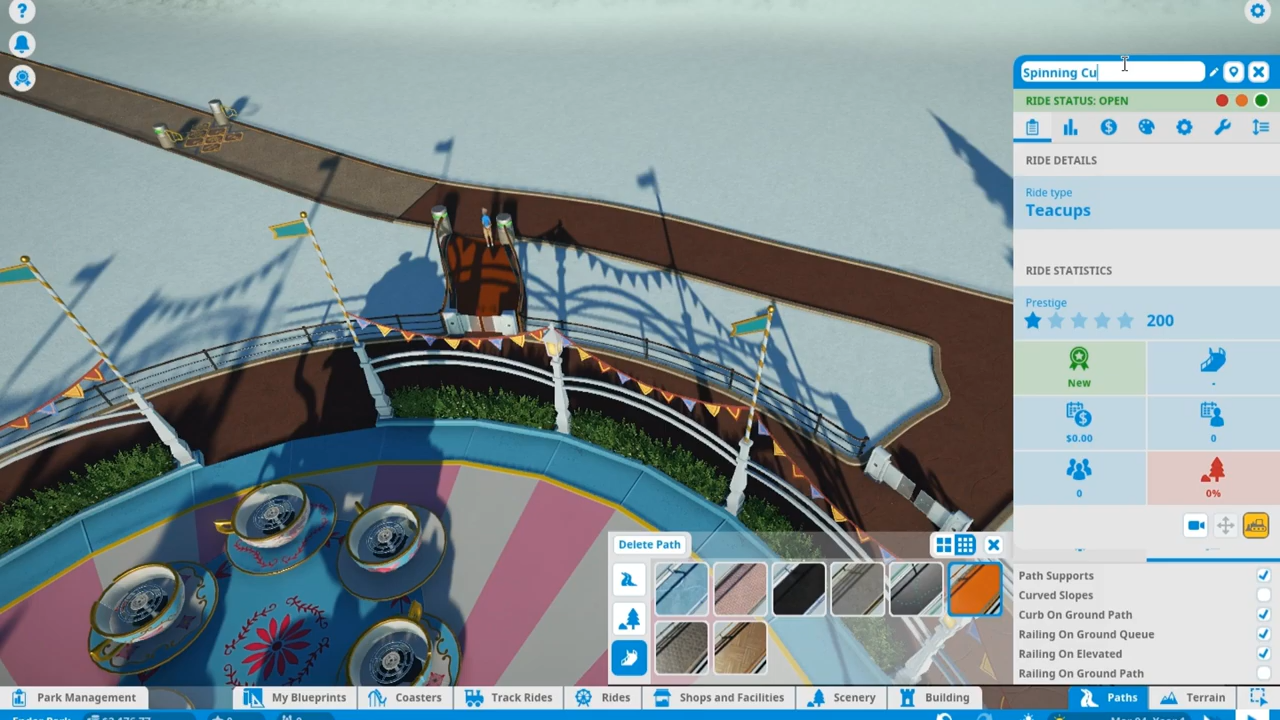 ?
Spinning Cu
RIDE STATUS: OPEN
RIDE DETAILS
Ride type
Teacups
RIDE STATISTICS
Prestige
200
New
-
$0.00
0
0
0%
Delete Path
Path Supports
Curved Slopes
Curb On Ground Path
Railing On Ground Queue
Railing On Elevated
Railing On Ground Path
Park Management
My Blueprints
Coasters
Track Rides
Rides
Shops and Facilities
Scenery
Building
Paths
Terrain